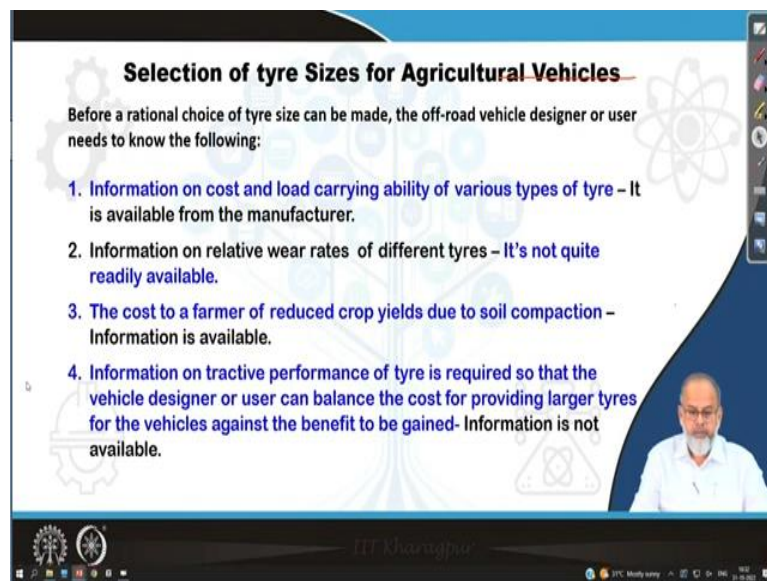 Selection of tyre Sizes for Agricultural Vehicles
Before a rational choice of tyre size can be made, the off-road vehicle designer or user
needs to know the following:
1. Information on cost and load carrying ability of various types of tyre – It
is available from the manufacturer.
2. Information on relative wear rates of different tyres – It's not quite
readily available.
3. The cost to a farmer of reduced crop yields due to soil compaction –
Information is available.
4. Information on tractive performance of tyre is required so that the
vehicle designer or user can balance the cost for providing larger tyres
for the vehicles against the benefit to be gained- Information is not
available.
IIT Kharagpur
31°C Mostly sunny
ENG